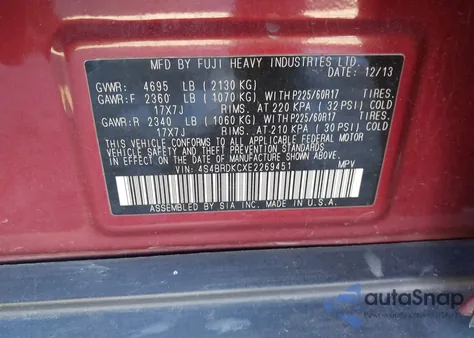 MFD BY FUJI HEAVY INDUSTRIES LTD.
DATE: 12/13
GVWR: 4695 LB (2130 KG)
GAWR:F 2360 LB (1070 KG) WITH P225/60R17 TIRES.
17X7J RIMS. AT 220 KPA ( 32 PSI) COLD
GAWR:R 2340 LB (1060 KG) WITH P225/60R17 TIRES.
17X7J RIMS. AT 210 KPA ( 30 PSI) COLD
THIS VEHICLE CONFORMS TO ALL APPLICABLE FEDERAL MOTOR
VEHICLE SAFETY, BUMPER, AND THEFT PREVENTION STANDARDS
IN EFFECT ON THE DATE OF MANUFACTURE SHOWN ABOVE.
VIN: 4S4BRDKCXE2269451 MPV
ASSEMBLED BY SIA INC. MADE IN U.S.A.
autoSnap
POWERED BY